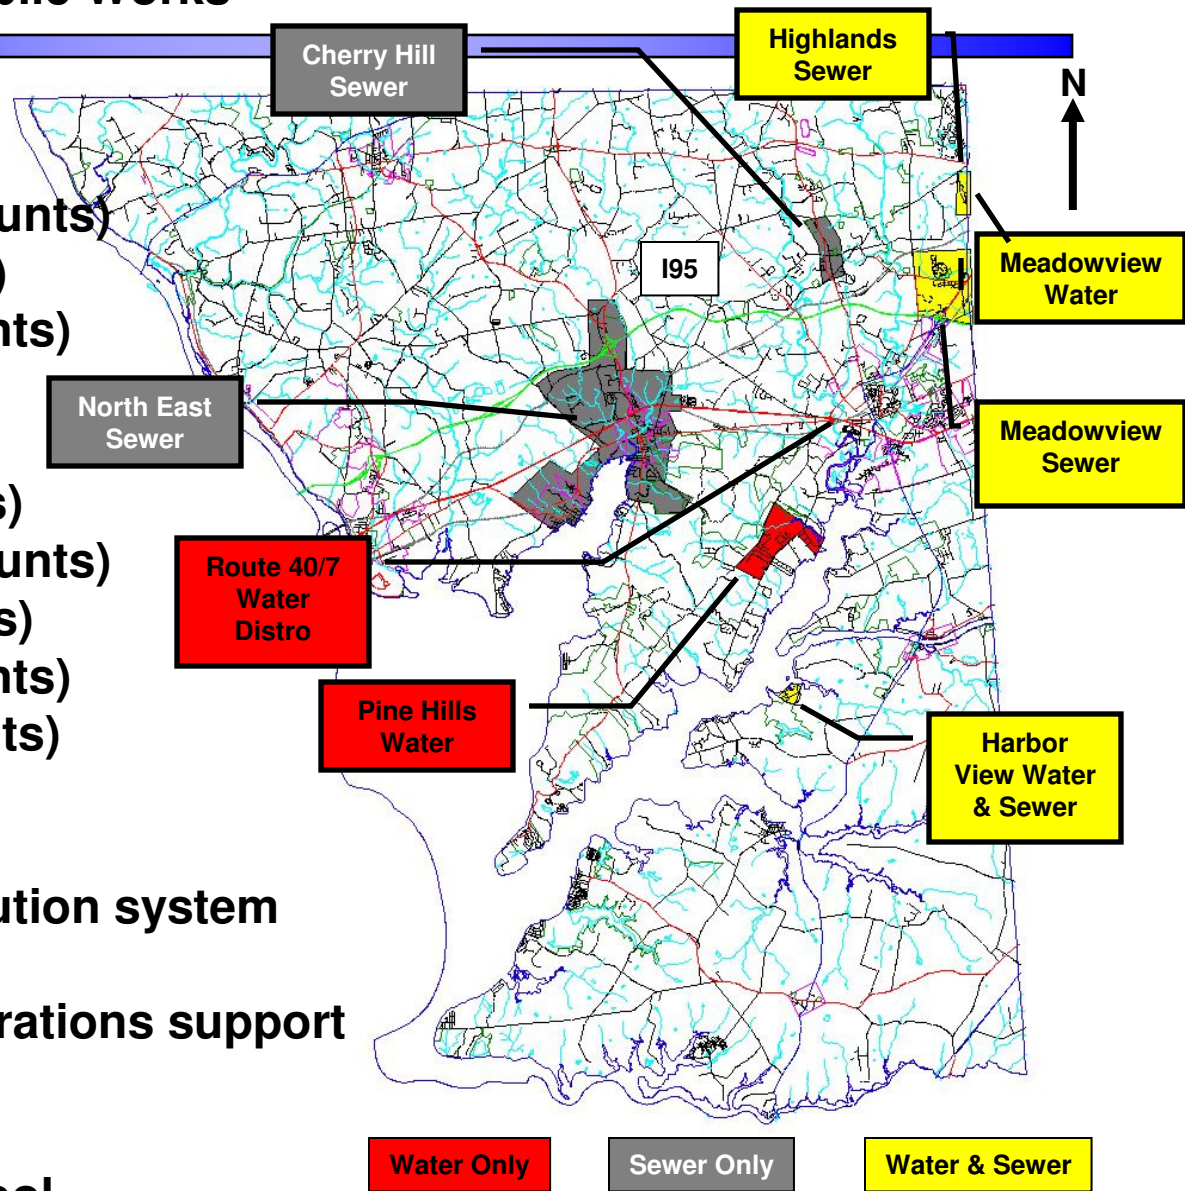 Cherry Hill
Sewer
Highlands
Sewer
N
I95
Meadowview
Water
North East
Sewer
Meadowview
Sewer
Route 40/7
Water
Distro
Pine Hills
Water
Harbor
View Water
& Sewer
unts)
)
nts)
s)
unts)
s)
nts)
ts)
ution system
rations support
Water Only
Sewer Only
Water & Sewer